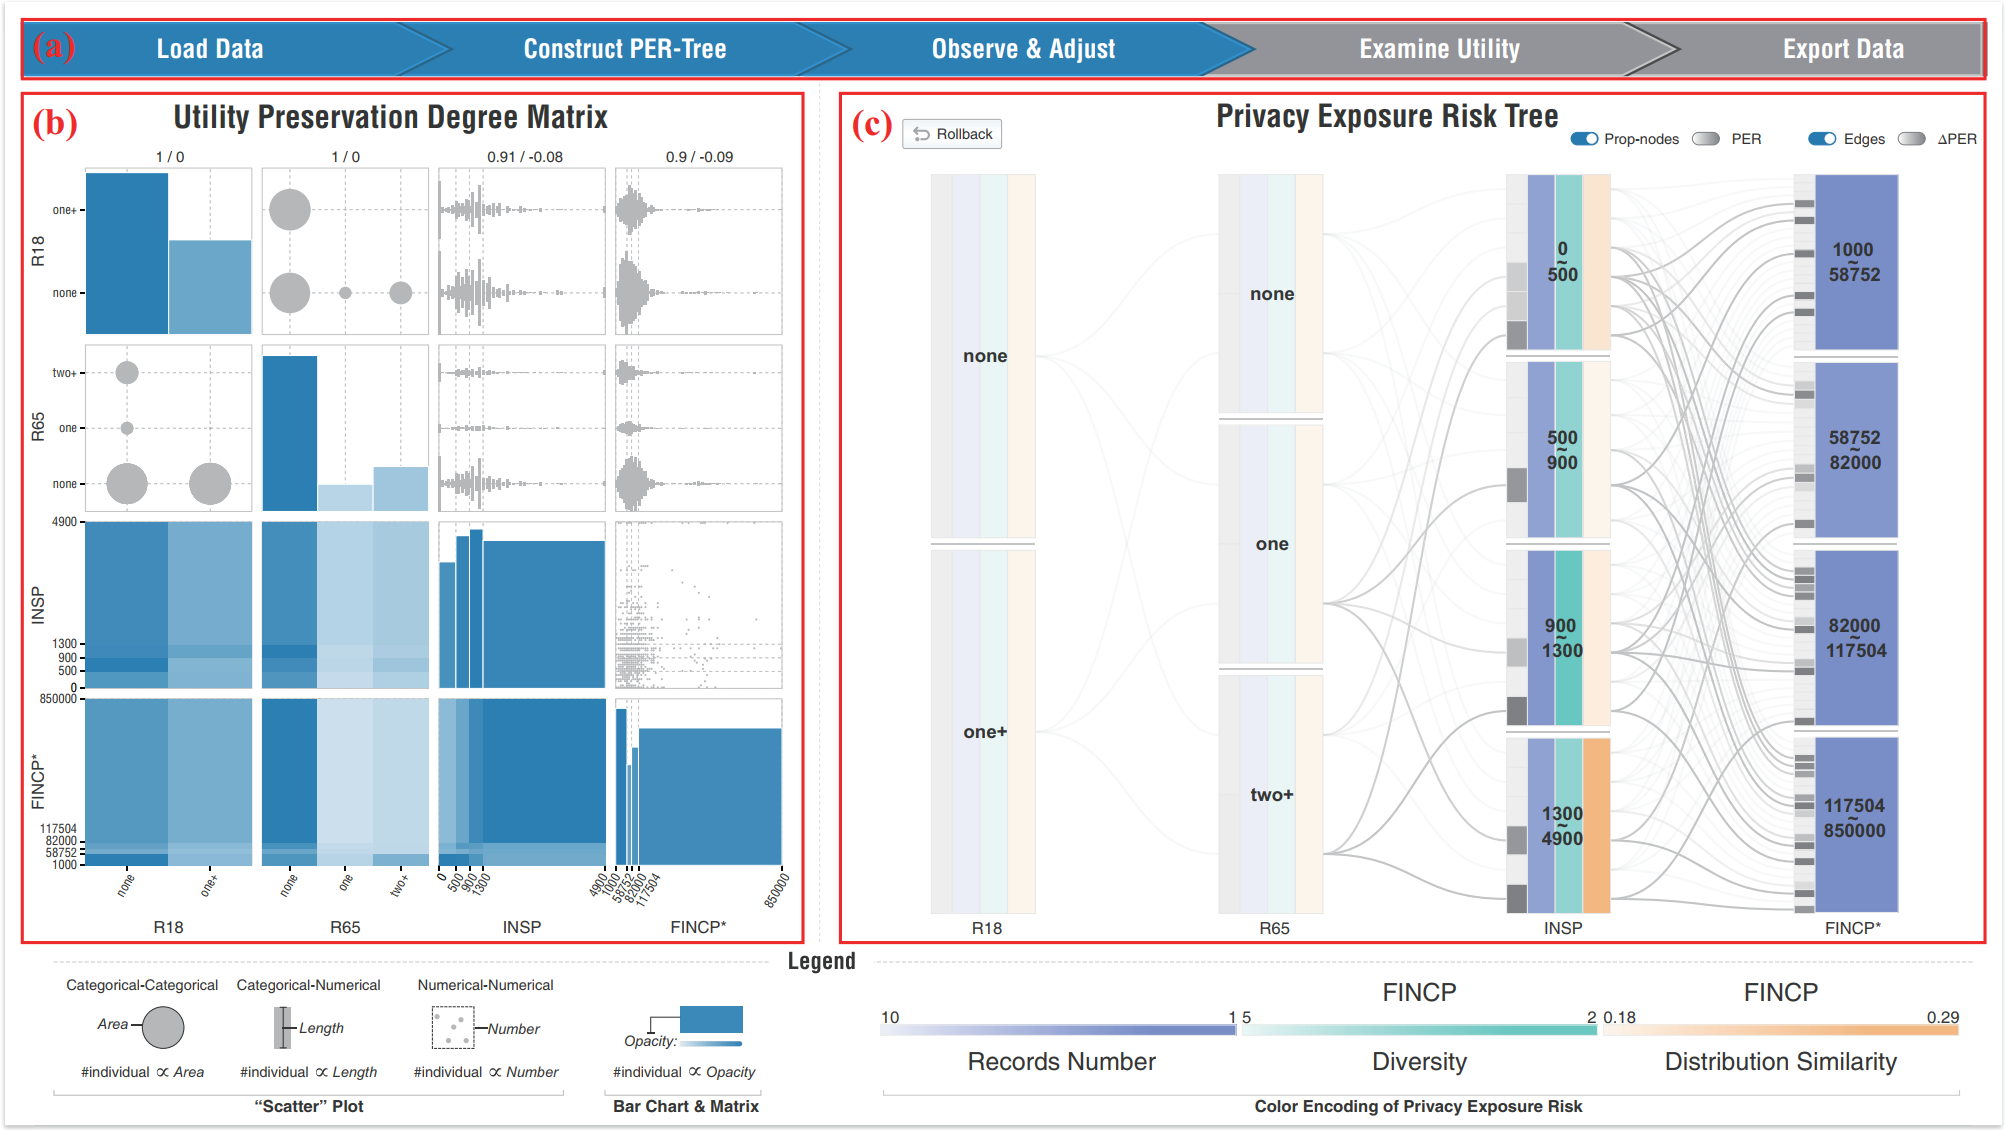 (a) Load Data Construct PER-Tree Observe & Adjust Examine Utility Export Data
(b) Utility Preservation Degree Matrix
1 / 0 1 / 0 0.91 / -0.08 0.9 / -0.09
R18
one+
none
R65
two+
one
none
INSP
4900
1300
900
500
0
FINCP*
850000
117504
82000
58752
1000
none one+ none one two+ 0 500 900 1300 4900 1000 58752 82000 117504 850000
R18 R65 INSP FINCP*
(c) Rollback Privacy Exposure Risk Tree
Prop-nodes PER Edges ΔPER
none
one+
none
one
two+
0
~
500
500
~
900
900
~
1300
1300
~
4900
1000
~
58752
58752
~
82000
82000
~
117504
117504
~
850000
R18 R65 INSP FINCP*
Legend
Categorical-Categorical Categorical-Numerical Numerical-Numerical
Area Length Number Opacity:
#individual ∝ Area #individual ∝ Length #individual ∝ Number #individual ∝ Opacity
“Scatter” Plot Bar Chart & Matrix
FINCP FINCP
10 1 5 2 0.18 0.29
Records Number Diversity Distribution Similarity
Color Encoding of Privacy Exposure Risk